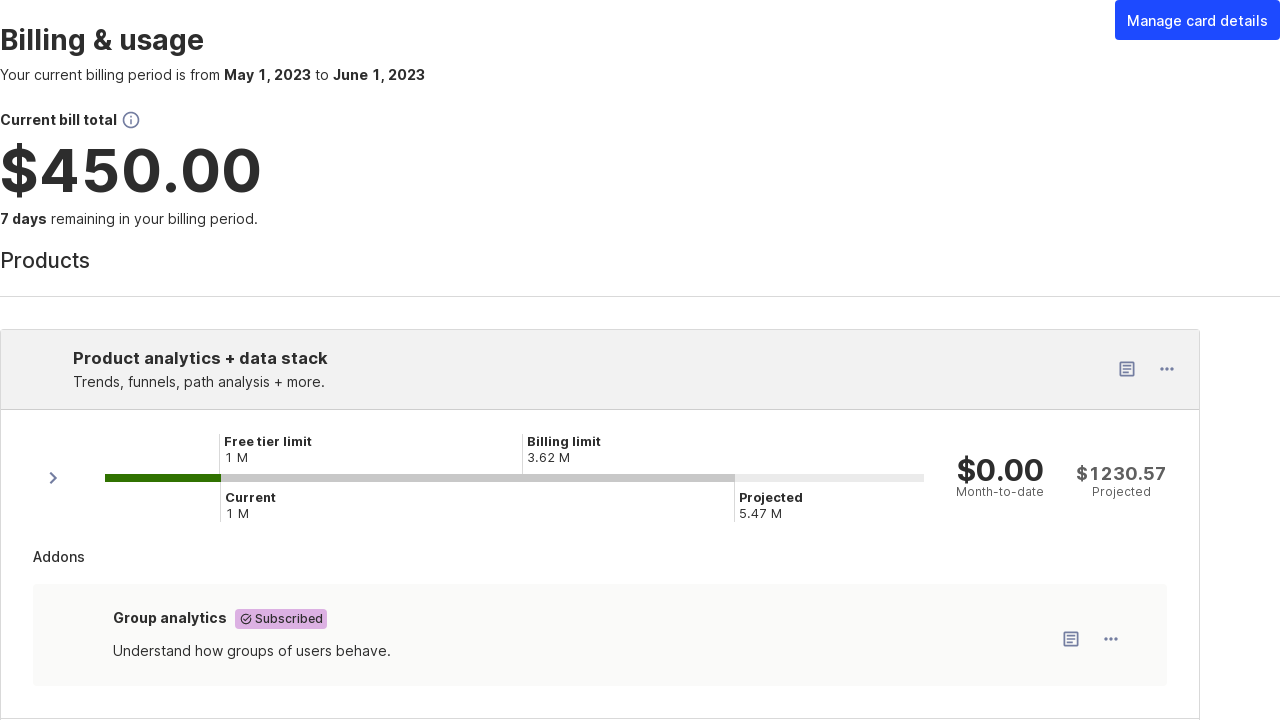 Manage card details
Billing & usage
Your current billing period is from May 1, 2023 to June 1, 2023
Current bill total
$450.00
7 days remaining in your billing period.
Products
Product analytics + data stack
Trends, funnels, path analysis + more.
Free tier limit
1 M
Billing limit
3.62 M
Current
1 M
Projected
5.47 M
$0.00
Month-to-date
$1230.57
Projected
Addons
Group analytics Subscribed
Understand how groups of users behave.